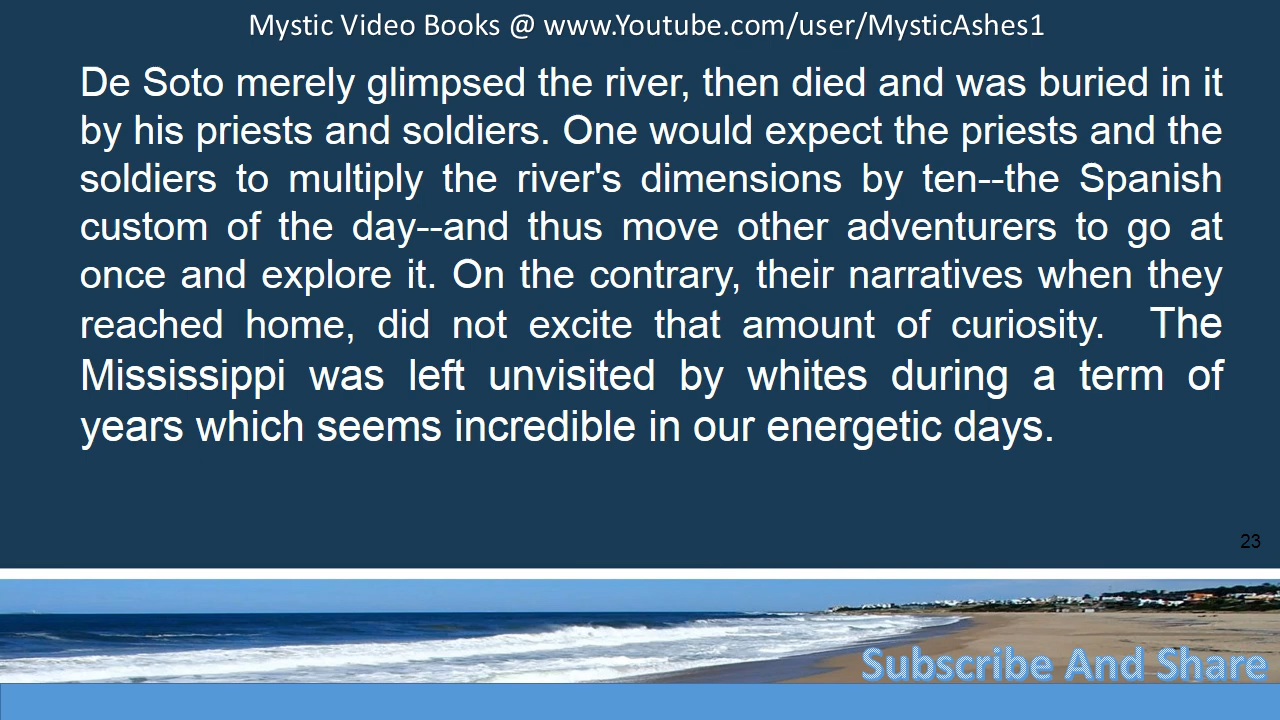 Mystic Video Books @ www.Youtube.com/user/MysticAshes1
De Soto merely glimpsed the river, then died and was buried in it
by his priests and soldiers. One would expect the priests and the
soldiers to multiply the river's dimensions by ten--the Spanish
custom of the day--and thus move other adventurers to go at
once and explore it. On the contrary, their narratives when they
reached home, did not excite that amount of curiosity. The
Mississippi was left unvisited by whites during a term of
years which seems incredible in our energetic days.
23
Subscribe And Share